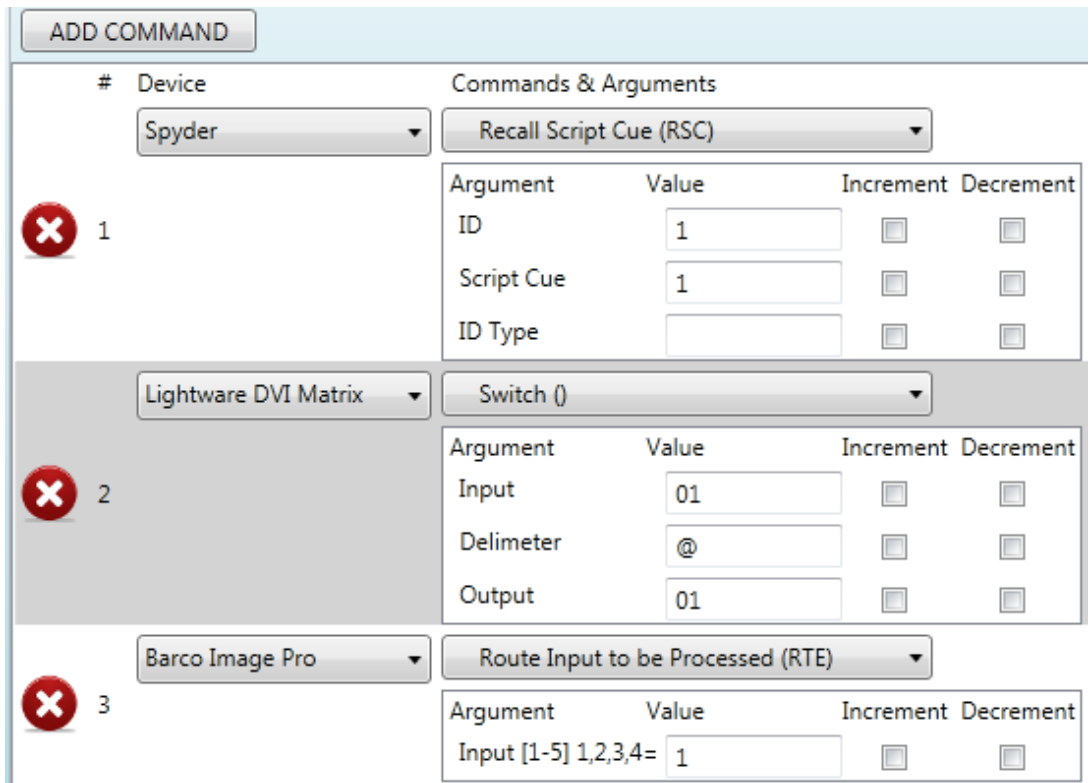 ADD COMMAND
# Device Commands & Arguments
Spyder Recall Script Cue (RSC)
Argument Value Increment Decrement
ID 1
1
Script Cue 1
ID Type
Lightware DVI Matrix Switch ()
Argument Value Increment Decrement
Input 01
2
Delimeter @
Output 01
Barco Image Pro Route Input to be Processed (RTE)
3
Argument Value Increment Decrement
Input [1-5] 1,2,3,4= 1